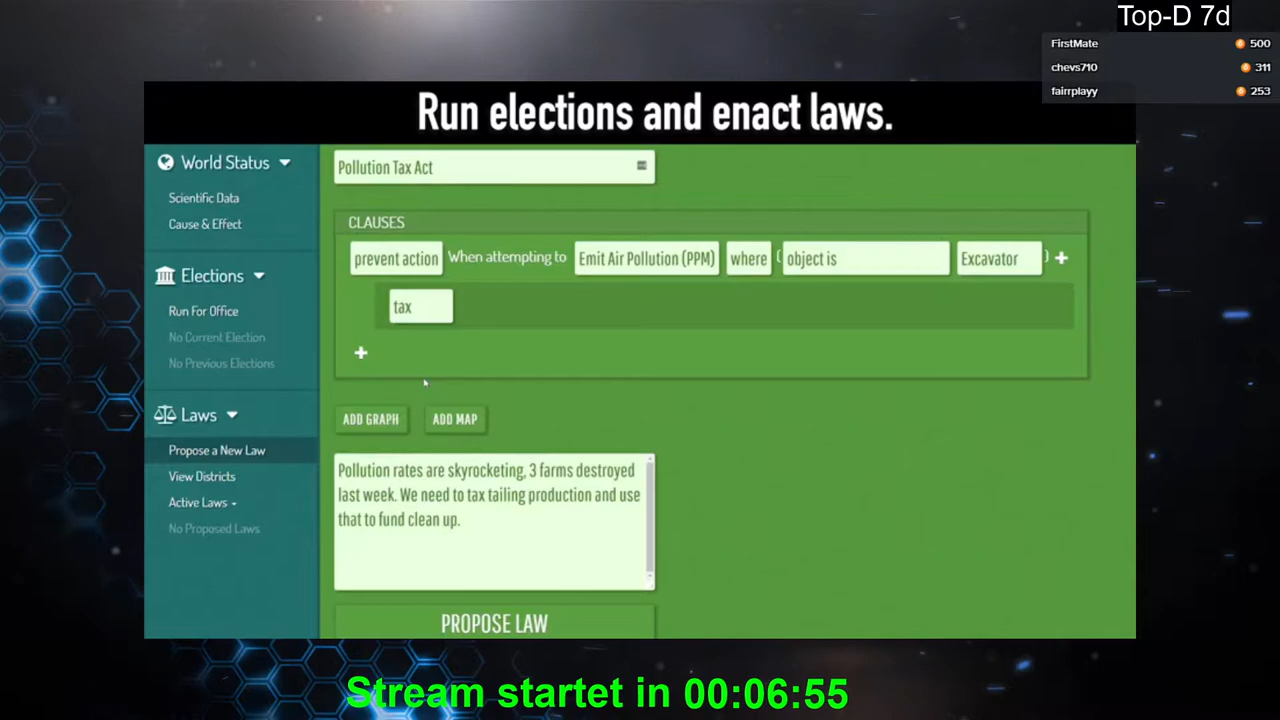 Top-D 7d
FirstMate 500
chevs710 311
fairrplayy 253
Run elections and enact laws.
World Status
Scientific Data
Cause & Effect
Elections
Run For Office
No Current Election
No Previous Elections
Laws
Propose a New Law
View Districts
Active Laws
No Proposed Laws
Pollution Tax Act
CLAUSES
prevent action When attempting to Emit Air Pollution (PPM) where ( object is Excavator ) +
tax
+
ADD GRAPH ADD MAP
Pollution rates are skyrocketing, 3 farms destroyed
last week. We need to tax tailing production and use
that to fund clean up.
PROPOSE LAW
Stream startet in 00:06:55